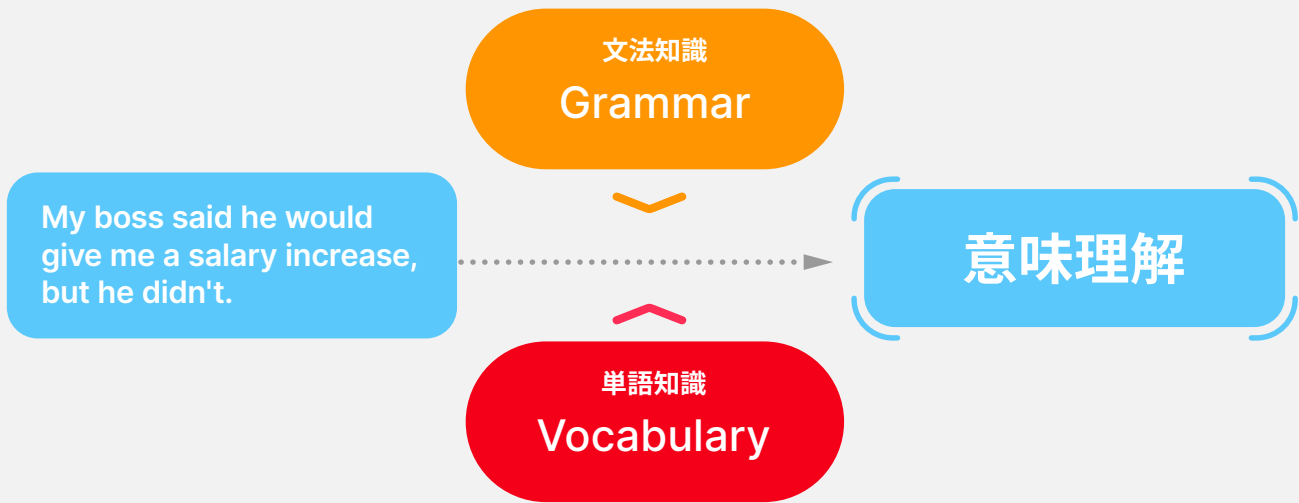 文法知識
Grammar
My boss said he would
give me a salary increase,
but he didn't.
意味理解
単語知識
Vocabulary